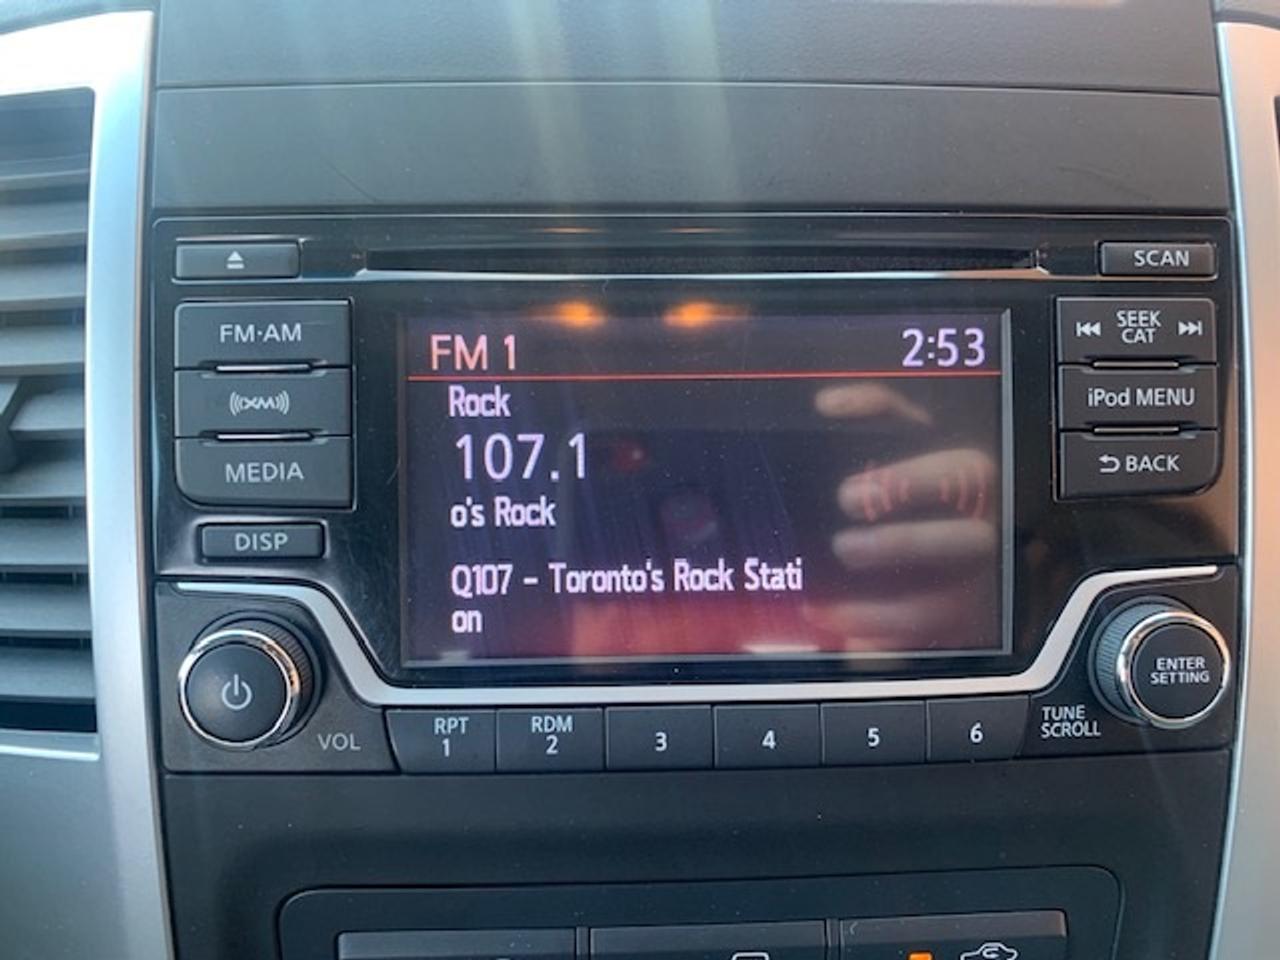 SCAN
FM·AM
SEEK
CAT
FM 1
2:53
XM
iPod MENU
Rock
107.1
MEDIA
BACK
o's Rock
DISP
Q107 - Toronto's Rock Stati
on
ENTER
SETTING
VOL
RPT
1
RDM
2
3
4
5
6
TUNE
SCROLL